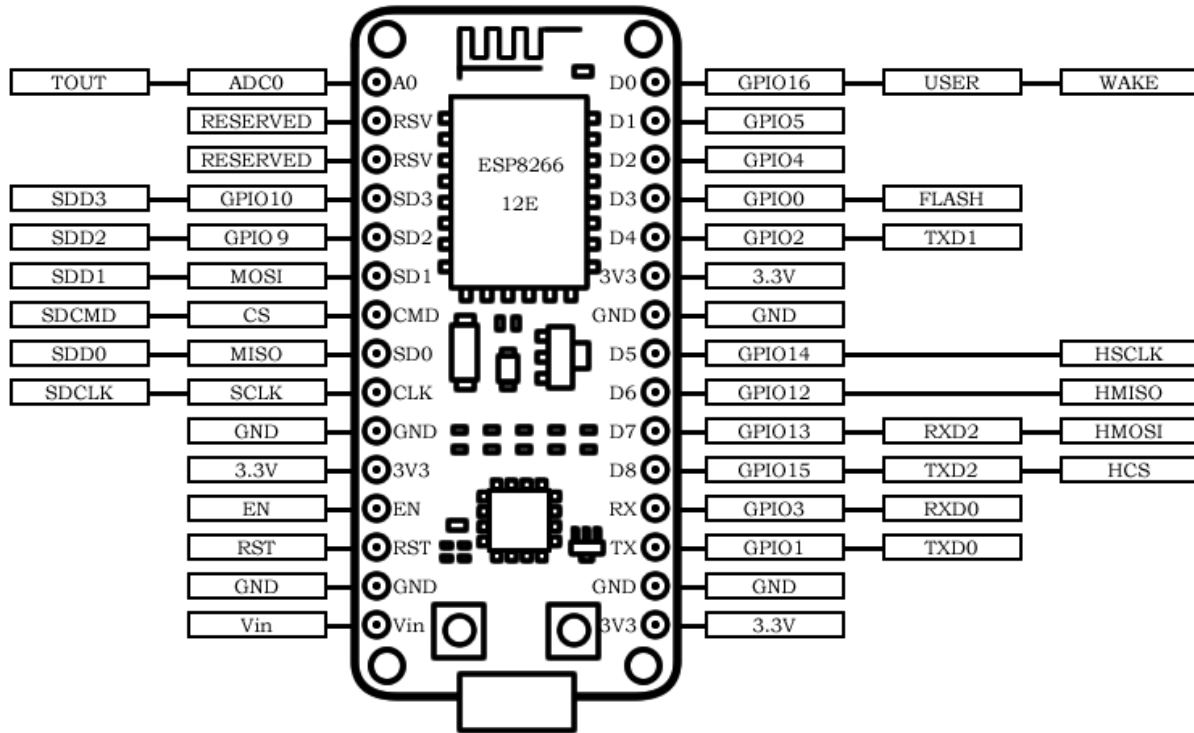 TOUT ADC0 A0 D0 GPIO16 USER WAKE
RESERVED RSV D1 GPIO5
RESERVED RSV ESP8266 D2 GPIO4
SDD3 GPIO10 SD3 12E D3 GPIO0 FLASH
SDD2 GPIO 9 SD2 D4 GPIO2 TXD1
SDD1 MOSI SD1 3V3 3.3V
SDCMD CS CMD GND GND
SDD0 MISO SD0 D5 GPIO14 HSCLK
SDCLK SCLK CLK D6 GPIO12 HMISO
GND GND D7 GPIO13 RXD2 HMOSI
3.3V 3V3 D8 GPIO15 TXD2 HCS
EN EN RX GPIO3 RXD0
RST RST TX GPIO1 TXD0
GND GND GND GND
Vin Vin 3V3 3.3V